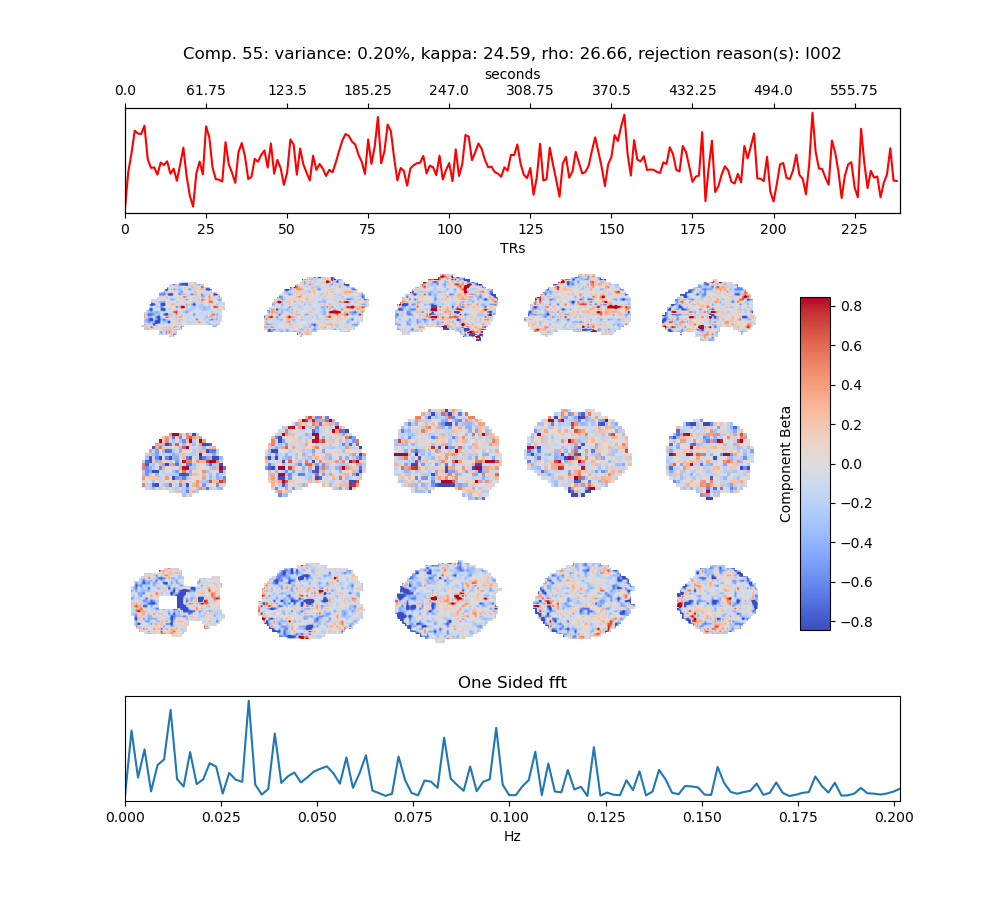 Comp. 55: variance: 0.20%, kappa: 24.59, rho: 26.66, rejection reason(s): I002
seconds
0.0 61.75 123.5 185.25 247.0 308.75 370.5 432.25 494.0 555.75
0 25 50 75 100 125 150 175 200 225
TRs
0.8
0.6
0.4
0.2
0.0
−0.2
−0.4
−0.6
−0.8
Component Beta
One Sided fft
0.000 0.025 0.050 0.075 0.100 0.125 0.150 0.175 0.200
Hz